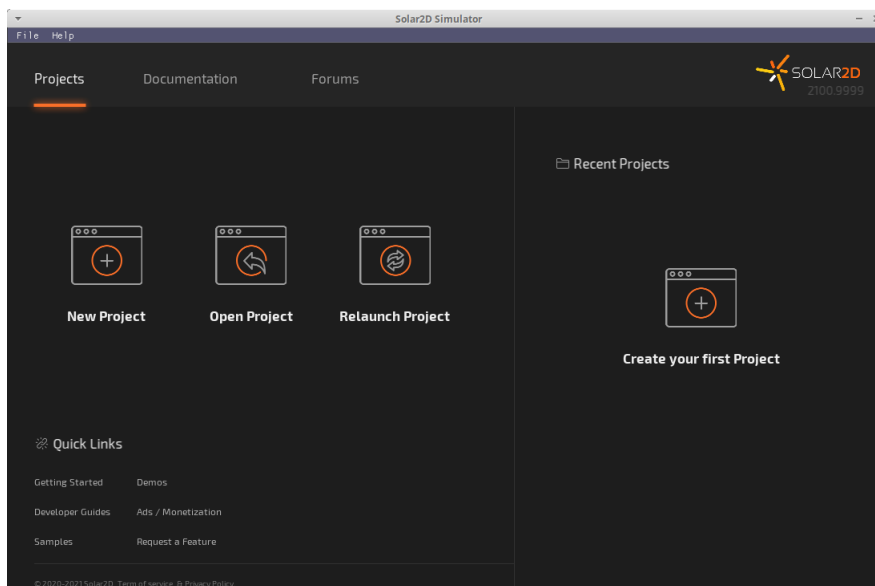 Solar2D Simulator
File Help
Projects Documentation Forums
SOLAR2D
2100.9999
Recent Projects
New Project Open Project Relaunch Project
Create your first Project
Quick Links
Getting Started Demos
Developer Guides Ads / Monetization
Samples Request a Feature
© 2020-2021 Solar2D Term of service & Privacy Policy